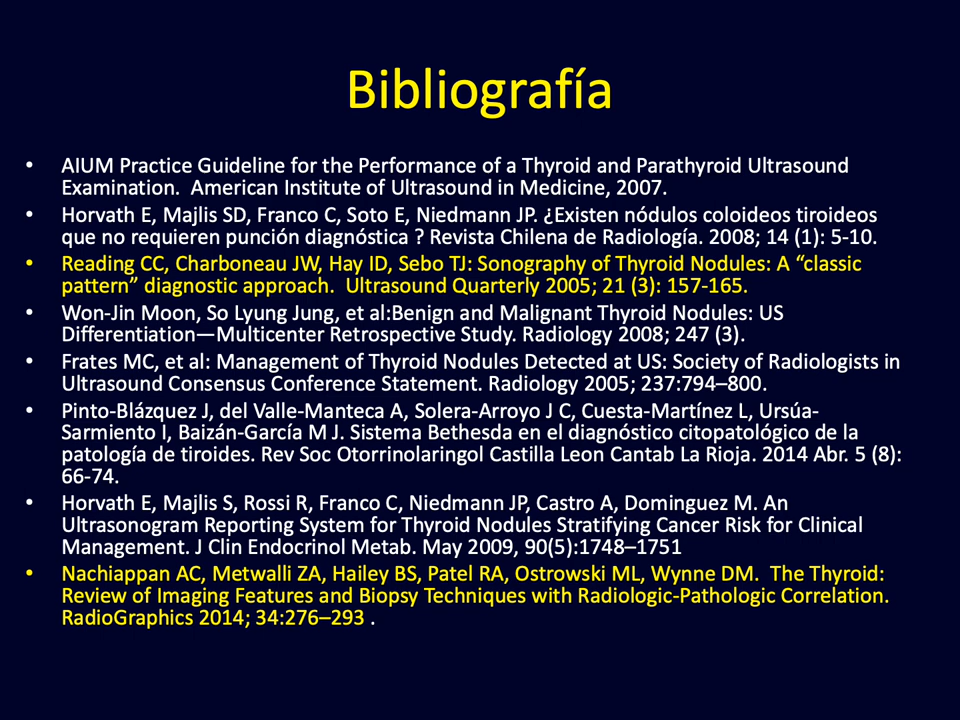 Bibliografía
• AIUM Practice Guideline for the Performance of a Thyroid and Parathyroid Ultrasound
Examination.  American Institute of Ultrasound in Medicine, 2007.
• Horvath E, Majlis SD, Franco C, Soto E, Niedmann JP. ¿Existen nódulos coloideos tiroideos
que no requieren punción diagnóstica ? Revista Chilena de Radiología. 2008; 14 (1): 5-10.
• Reading CC, Charboneau JW, Hay ID, Sebo TJ: Sonography of Thyroid Nodules: A “classic
pattern” diagnostic approach.  Ultrasound Quarterly 2005; 21 (3): 157-165.
• Won-Jin Moon, So Lyung Jung, et al:Benign and Malignant Thyroid Nodules: US
Differentiation—Multicenter Retrospective Study. Radiology 2008; 247 (3).
• Frates MC, et al: Management of Thyroid Nodules Detected at US: Society of Radiologists in
Ultrasound Consensus Conference Statement. Radiology 2005; 237:794–800.
• Pinto-Blázquez J, del Valle-Manteca A, Solera-Arroyo J C, Cuesta-Martínez L, Ursúa-
Sarmiento I, Baizán-García M J. Sistema Bethesda en el diagnóstico citopatológico de la
patología de tiroides. Rev Soc Otorrinolaringol Castilla Leon Cantab La Rioja. 2014 Abr. 5 (8):
66-74.
• Horvath E, Majlis S, Rossi R, Franco C, Niedmann JP, Castro A, Dominguez M. An
Ultrasonogram Reporting System for Thyroid Nodules Stratifying Cancer Risk for Clinical
Management. J Clin Endocrinol Metab. May 2009, 90(5):1748–1751
• Nachiappan AC, Metwalli ZA, Hailey BS, Patel RA, Ostrowski ML, Wynne DM.  The Thyroid:
Review of Imaging Features and Biopsy Techniques with Radiologic-Pathologic Correlation.
RadioGraphics 2014; 34:276–293 .